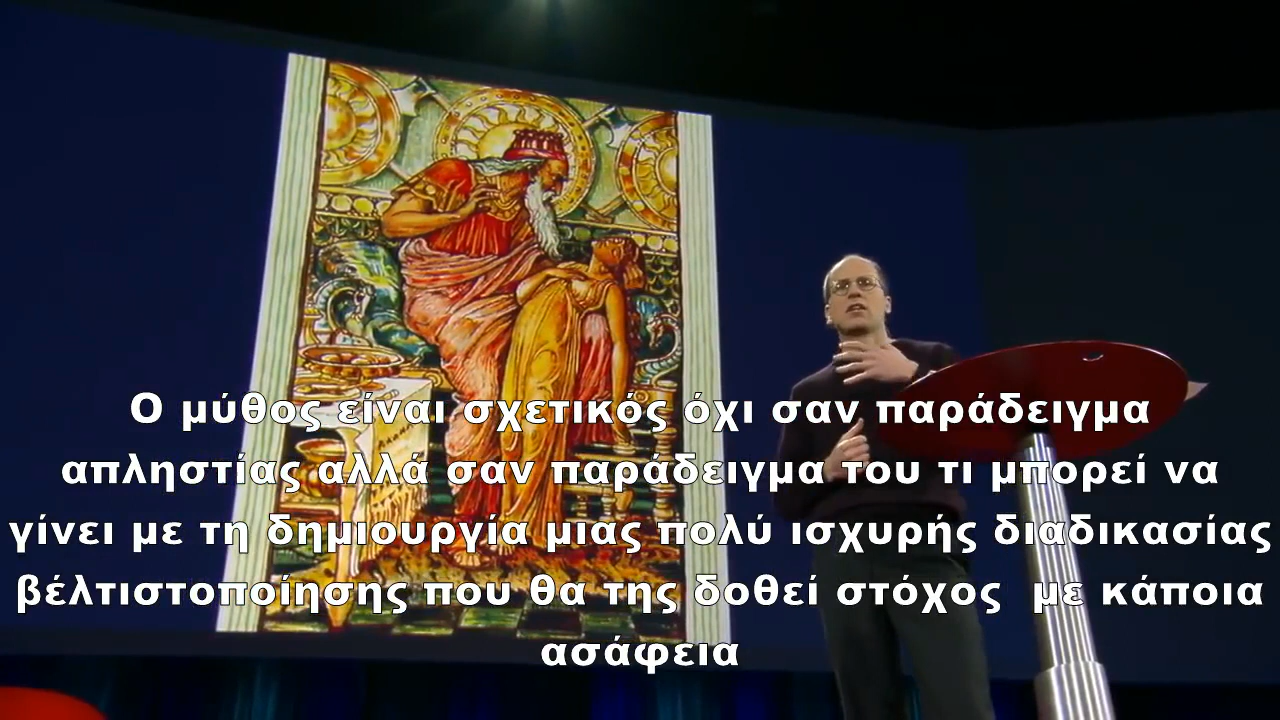 Ο μύθος είναι σχετικός όχι σαν παράδειγμα
απληστίας αλλά σαν παράδειγμα του τι μπορεί να
γίνει με τη δημιουργία μιας πολύ ισχυρής διαδικασίας
βέλτιστοποίησης που θα της δοθεί στόχος  με κάποια
ασάφεια